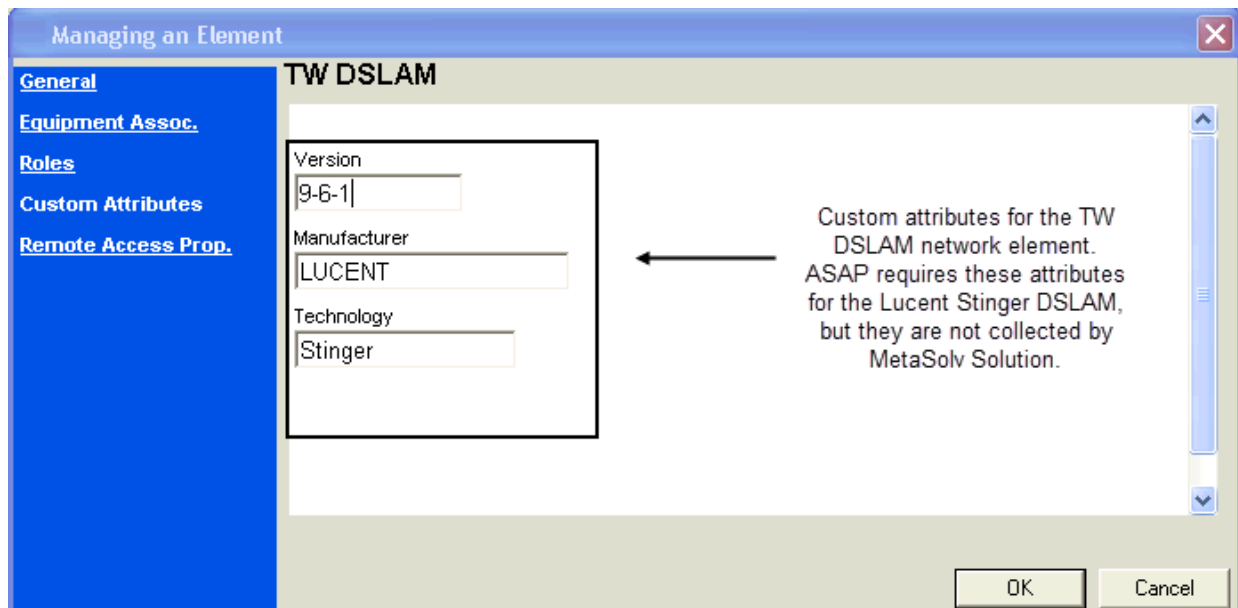 Managing an Element
General
Equipment Assoc.
Roles
Custom Attributes
Remote Access Prop.
TW DSLAM
Version
9-6-1
Manufacturer
LUCENT
Technology
Stinger
Custom attributes for the TW
DSLAM network element.
ASAP requires these attributes
for the Lucent Stinger DSLAM,
but they are not collected by
MetaSolv Solution.
OK
Cancel